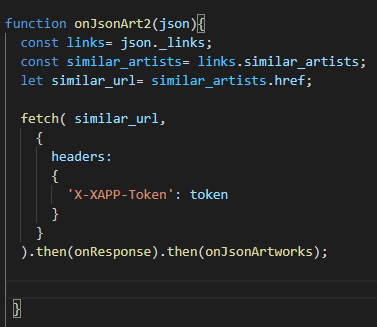 function onJsonArt2(json){
const links= json._links;
const similar_artists= links.similar_artists;
let similar_url= similar_artists.href;
fetch( similar_url,
{
headers:
{
'X-XAPP-Token': token
}
}
).then(onResponse).then(onJsonArtworks);
}